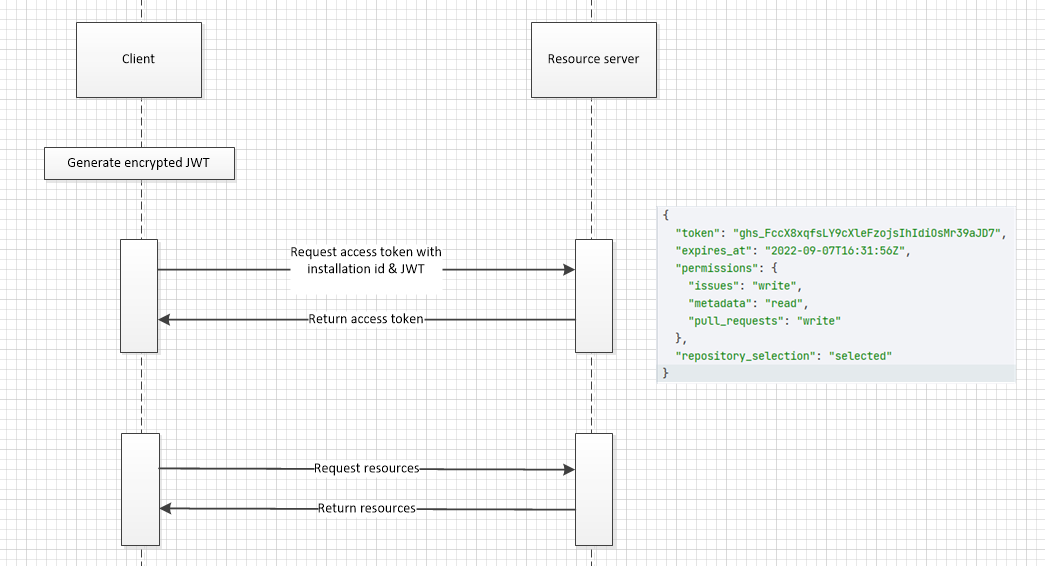 Client
Resource server
Generate encrypted JWT
Request access token with
installation id & JWT
Return access token
{
"token": "ghs_FccX8xqfsLY9cXleFzojsIhIdiOsMr39aJD7",
"expires_at": "2022-09-07T16:31:56Z",
"permissions": {
"issues": "write",
"metadata": "read",
"pull_requests": "write"
},
"repository_selection": "selected"
}
Request resources
Return resources